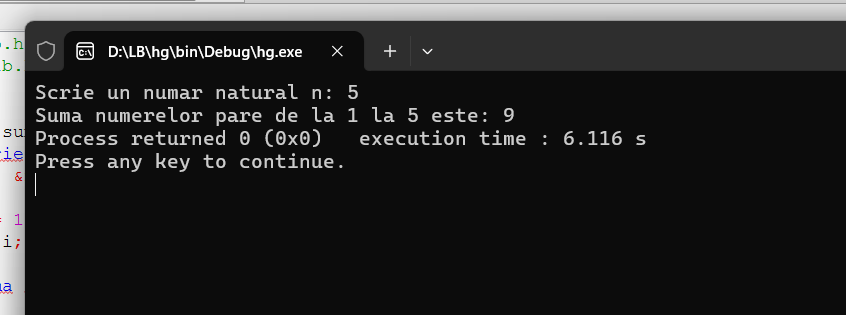 D:\LB\hg\bin\Debug\hg.exe
Scrie un numar natural n: 5
Suma numerelor pare de la 1 la 5 este: 9
Process returned 0 (0x0)   execution time : 6.116 s
Press any key to continue.